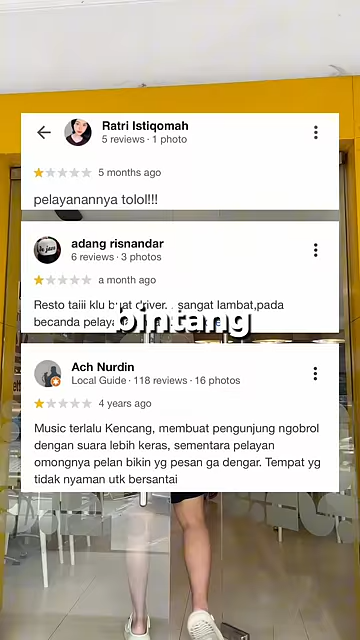 Ratri Istiqomah
5 reviews · 1 photo
5 months ago
pelayanannya tolol!!!
adang risnandar
6 reviews · 3 photos
a month ago
Resto taiii klu buat driver. . sangat lambat,pada
becanda
bintang
Ach Nurdin
Local Guide · 118 reviews · 16 photos
4 years ago
Music terlalu Kencang, membuat pengunjung ngobrol
dengan suara lebih keras, sementara pelayan
omongnya pelan bikin yg pesan ga dengar. Tempat yg
tidak nyaman utk bersantai